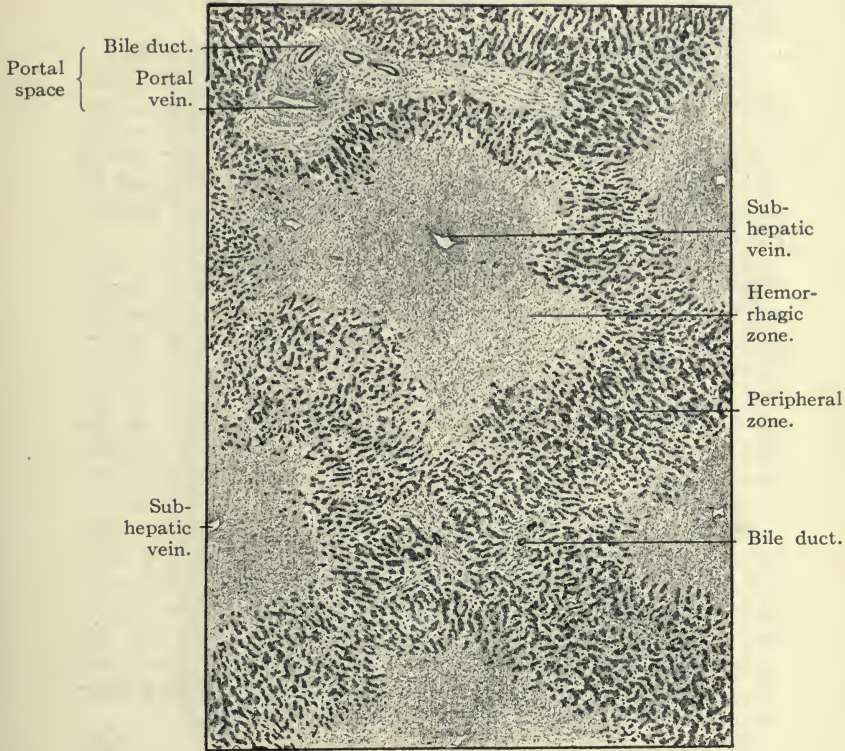 Portal
space
Bile duct.
Portal
vein.
Sub-
hepatic
vein.
Hemor-
rhagic
zone.
Peripheral
zone.
Sub-
hepatic
vein.
Bile duct.